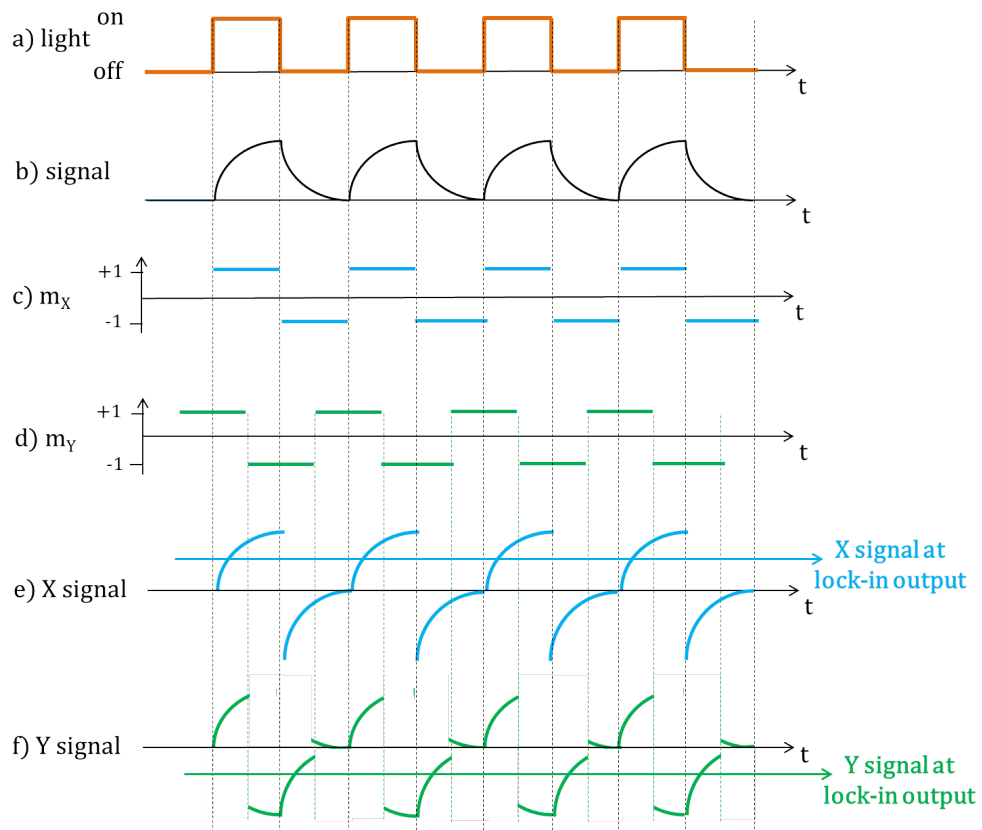 on
a) light
off
t
b) signal
t
+1
c) mX
t
-1
+1
d) mY
t
-1
X signal at
lock-in output
e) X signal
t
f) Y signal
t
Y signal at
lock-in output